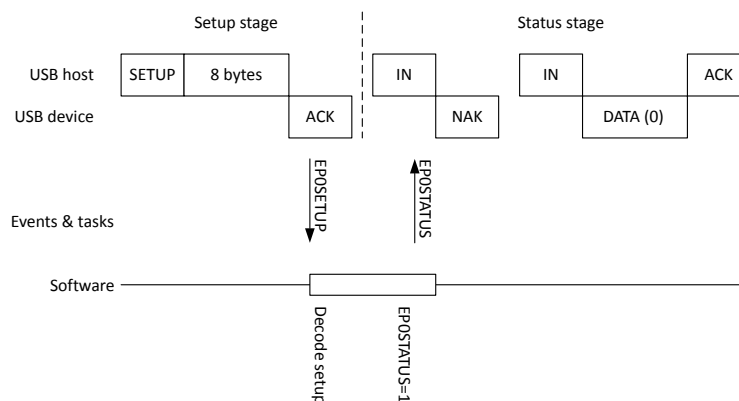 Setup stage
Status stage
USB host
SETUP
8 bytes
IN
IN
ACK
USB device
ACK
NAK
DATA (0)
EP0SETUP
EP0STATUS
Events & tasks
Software
Decode setup
EP0STATUS=1